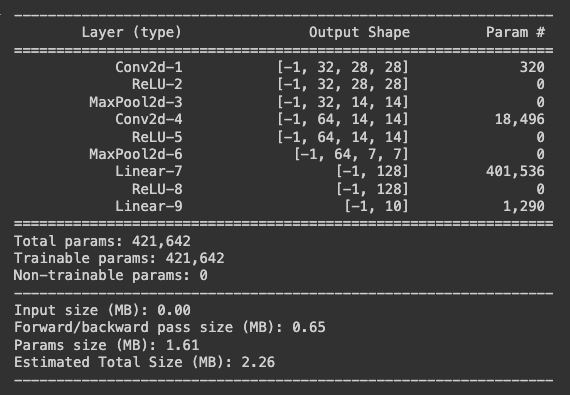 ----------------------------------------------------------------
Layer (type) Output Shape Param #
================================================================
Conv2d-1 [-1, 32, 28, 28] 320
ReLU-2 [-1, 32, 28, 28] 0
MaxPool2d-3 [-1, 32, 14, 14] 0
Conv2d-4 [-1, 64, 14, 14] 18,496
ReLU-5 [-1, 64, 14, 14] 0
MaxPool2d-6 [-1, 64, 7, 7] 0
Linear-7 [-1, 128] 401,536
ReLU-8 [-1, 128] 0
Linear-9 [-1, 10] 1,290
================================================================
Total params: 421,642
Trainable params: 421,642
Non-trainable params: 0
----------------------------------------------------------------
Input size (MB): 0.00
Forward/backward pass size (MB): 0.65
Params size (MB): 1.61
Estimated Total Size (MB): 2.26
----------------------------------------------------------------